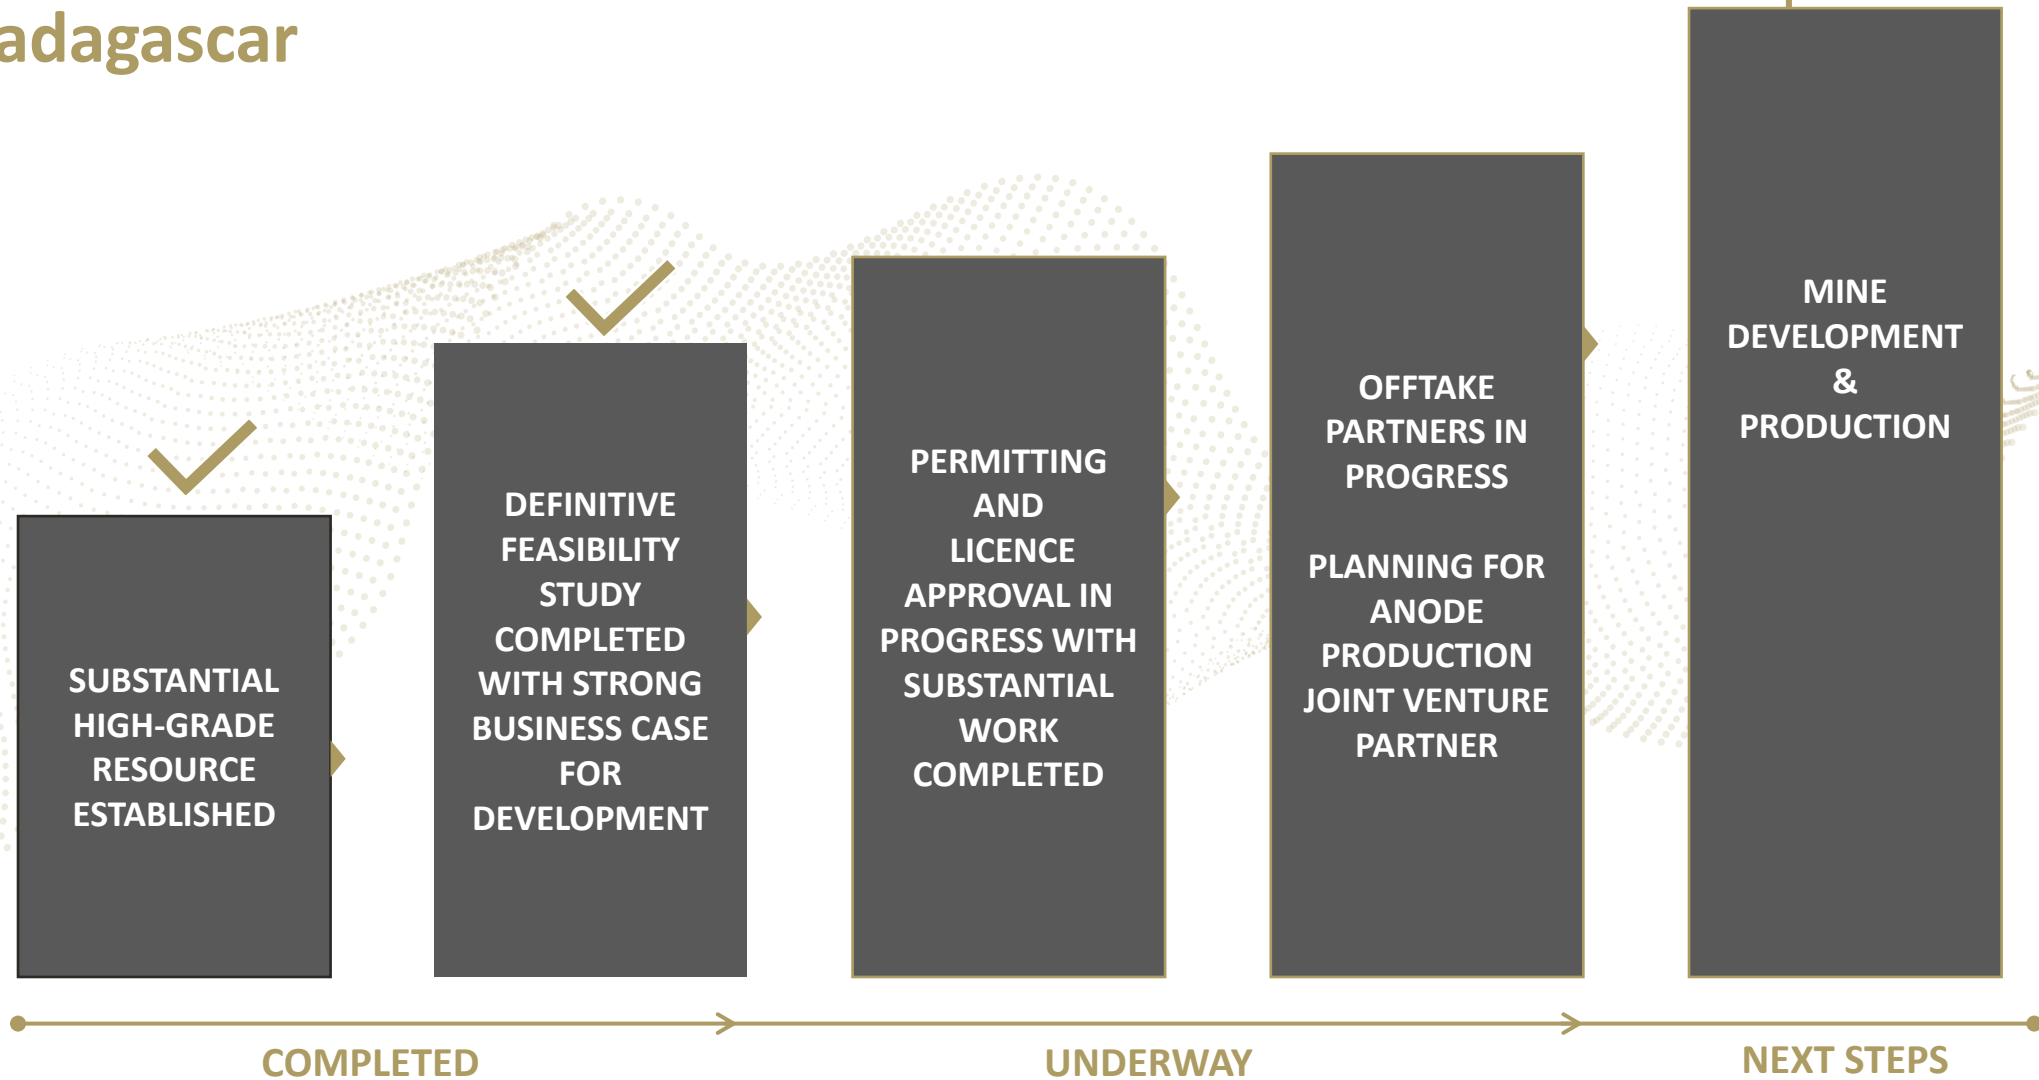 adagascar
SUBSTANTIAL
HIGH-GRADE
RESOURCE
ESTABLISHED
DEFINITIVE
FEASIBILITY
STUDY
COMPLETED
WITH STRONG
BUSINESS CASE
FOR
DEVELOPMENT
PERMITTING
AND
LICENCE
APPROVAL IN
PROGRESS WITH
SUBSTANTIAL
WORK
COMPLETED
OFFTAKE
PARTNERS IN
PROGRESS
PLANNING FOR
ANODE
PRODUCTION
JOINT VENTURE
PARTNER
MINE
DEVELOPMENT
&
PRODUCTION
COMPLETED
UNDERWAY
NEXT STEPS